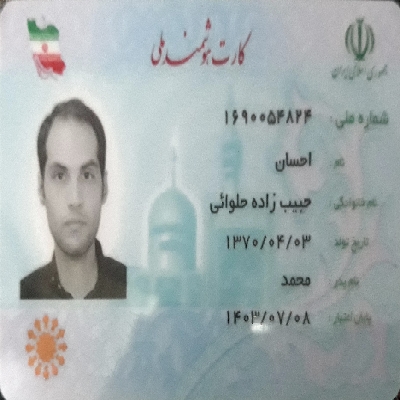 کارت هوشمند ملی
جمهوری اسلامی ایران
شماره ملی: ۱۶۹۰۰۵۴۸۲۴
نام: احسان
نام خانوادگی: حبیب زاده حلوائی
تاریخ تولد: ۱۳۷۰/۰۴/۰۳
نام پدر: محمد
پایان اعتبار: ۱۴۰۳/۰۷/۰۸